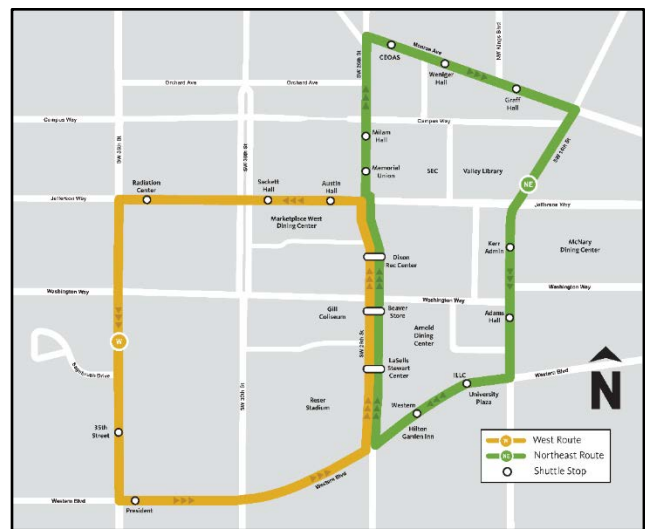 Monroe Ave
CEOAS
Weniger
Hall
NW Kings Blvd
Graff
Hall
Orchard Ave
Orchard Ave
SW 26th St
Campus Way
Campus Way
SW 35th St
SW 30th St
Milam
Hall
Memorial
Union
SEC
Valley Library
SW 14th St
NE
Radiation
Center
Sackett
Hall
Austin
Hall
Jefferson Way
Jefferson Way
Marketplace West
Dining Center
Kerr
Admin
McNary
Dining Center
Dixon
Rec Center
Washington Way
Washington Way
Washington Way
Gill
Coliseum
Beaver
Store
Arnold
Dining
Center
Adams
Hall
W
LaSells
Stewart
Center
ILLC
Western Blvd
University
Plaza
Reser
Stadium
Western
Hilton
Garden Inn
35th
Street
N
Western Blvd
Western Blvd
President
W West Route
NE Northeast Route
Shuttle Stop